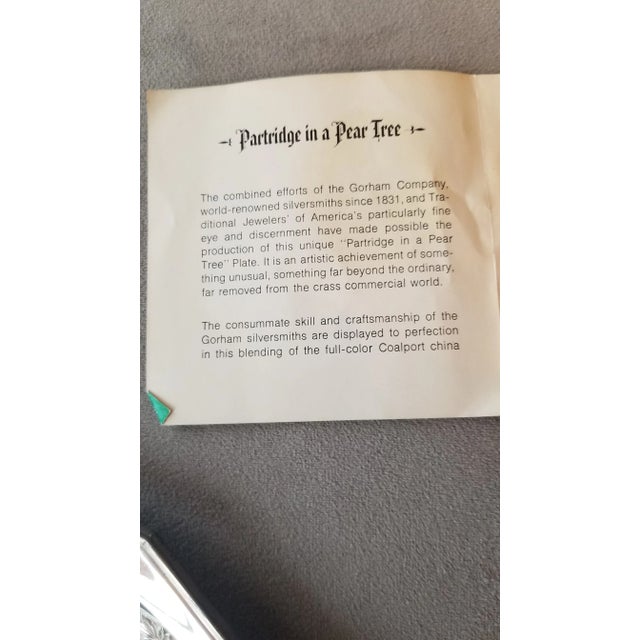 Partridge in a Pear Tree
The combined efforts of the Gorham Company,
world-renowned silversmiths since 1831, and Tra-
ditional Jewelers' of America's particularly fine
eye and discernment have made possible the
production of this unique "Partridge in a Pear
Tree" Plate. It is an artistic achievement of some-
thing unusual, something far beyond the ordinary,
far removed from the crass commercial world.
The consummate skill and craftsmanship of the
Gorham silversmiths are displayed to perfection
in this blending of the full-color Coalport china